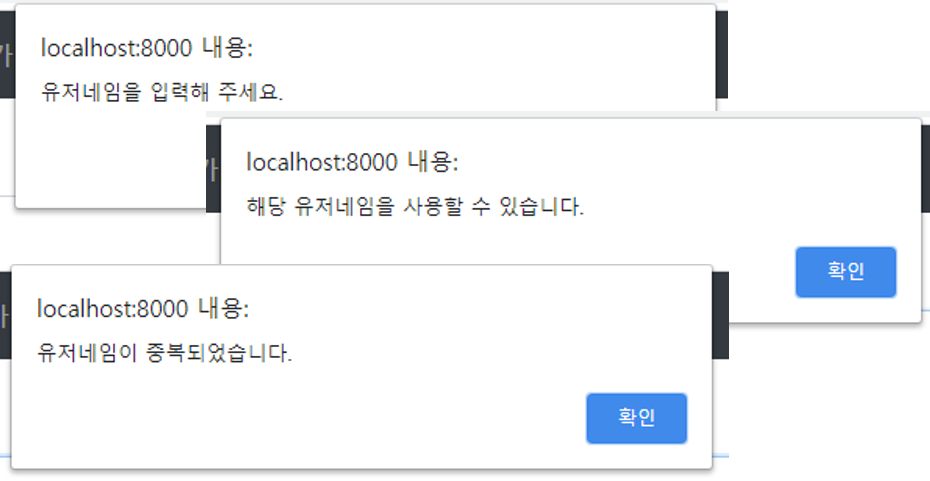 localhost:8000 내용:
유저네임을 입력해 주세요.
localhost:8000 내용:
해당 유저네임을 사용할 수 있습니다.
확인
localhost:8000 내용:
유저네임이 중복되었습니다.
확인